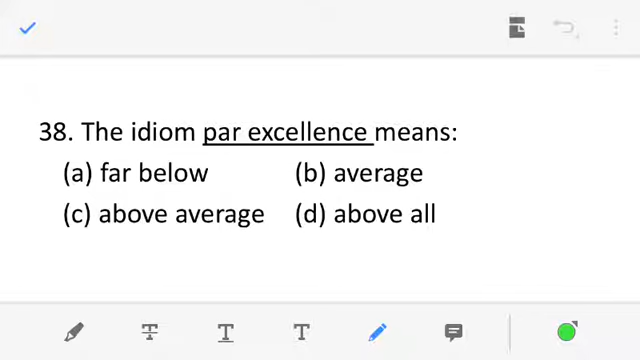 38. The idiom par excellence means:
(a) far below (b) average
(c) above average (d) above all